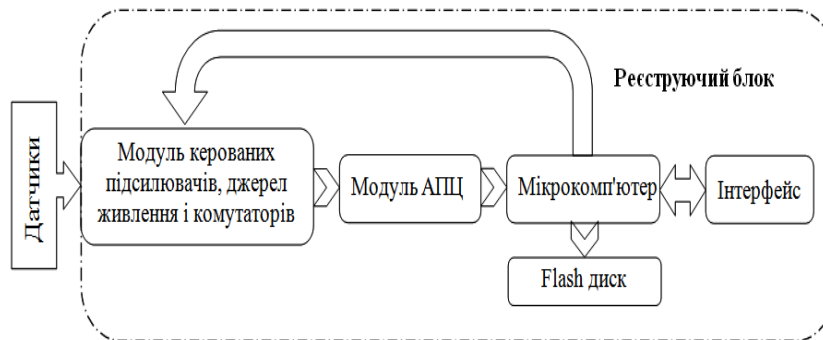 Реєструючий блок
Датчики
Модуль керованих
підсилювачів, джерел
живлення і комутаторів
Модуль АПЦ
Мікрокомп'ютер
Інтерфейс
Flash диск